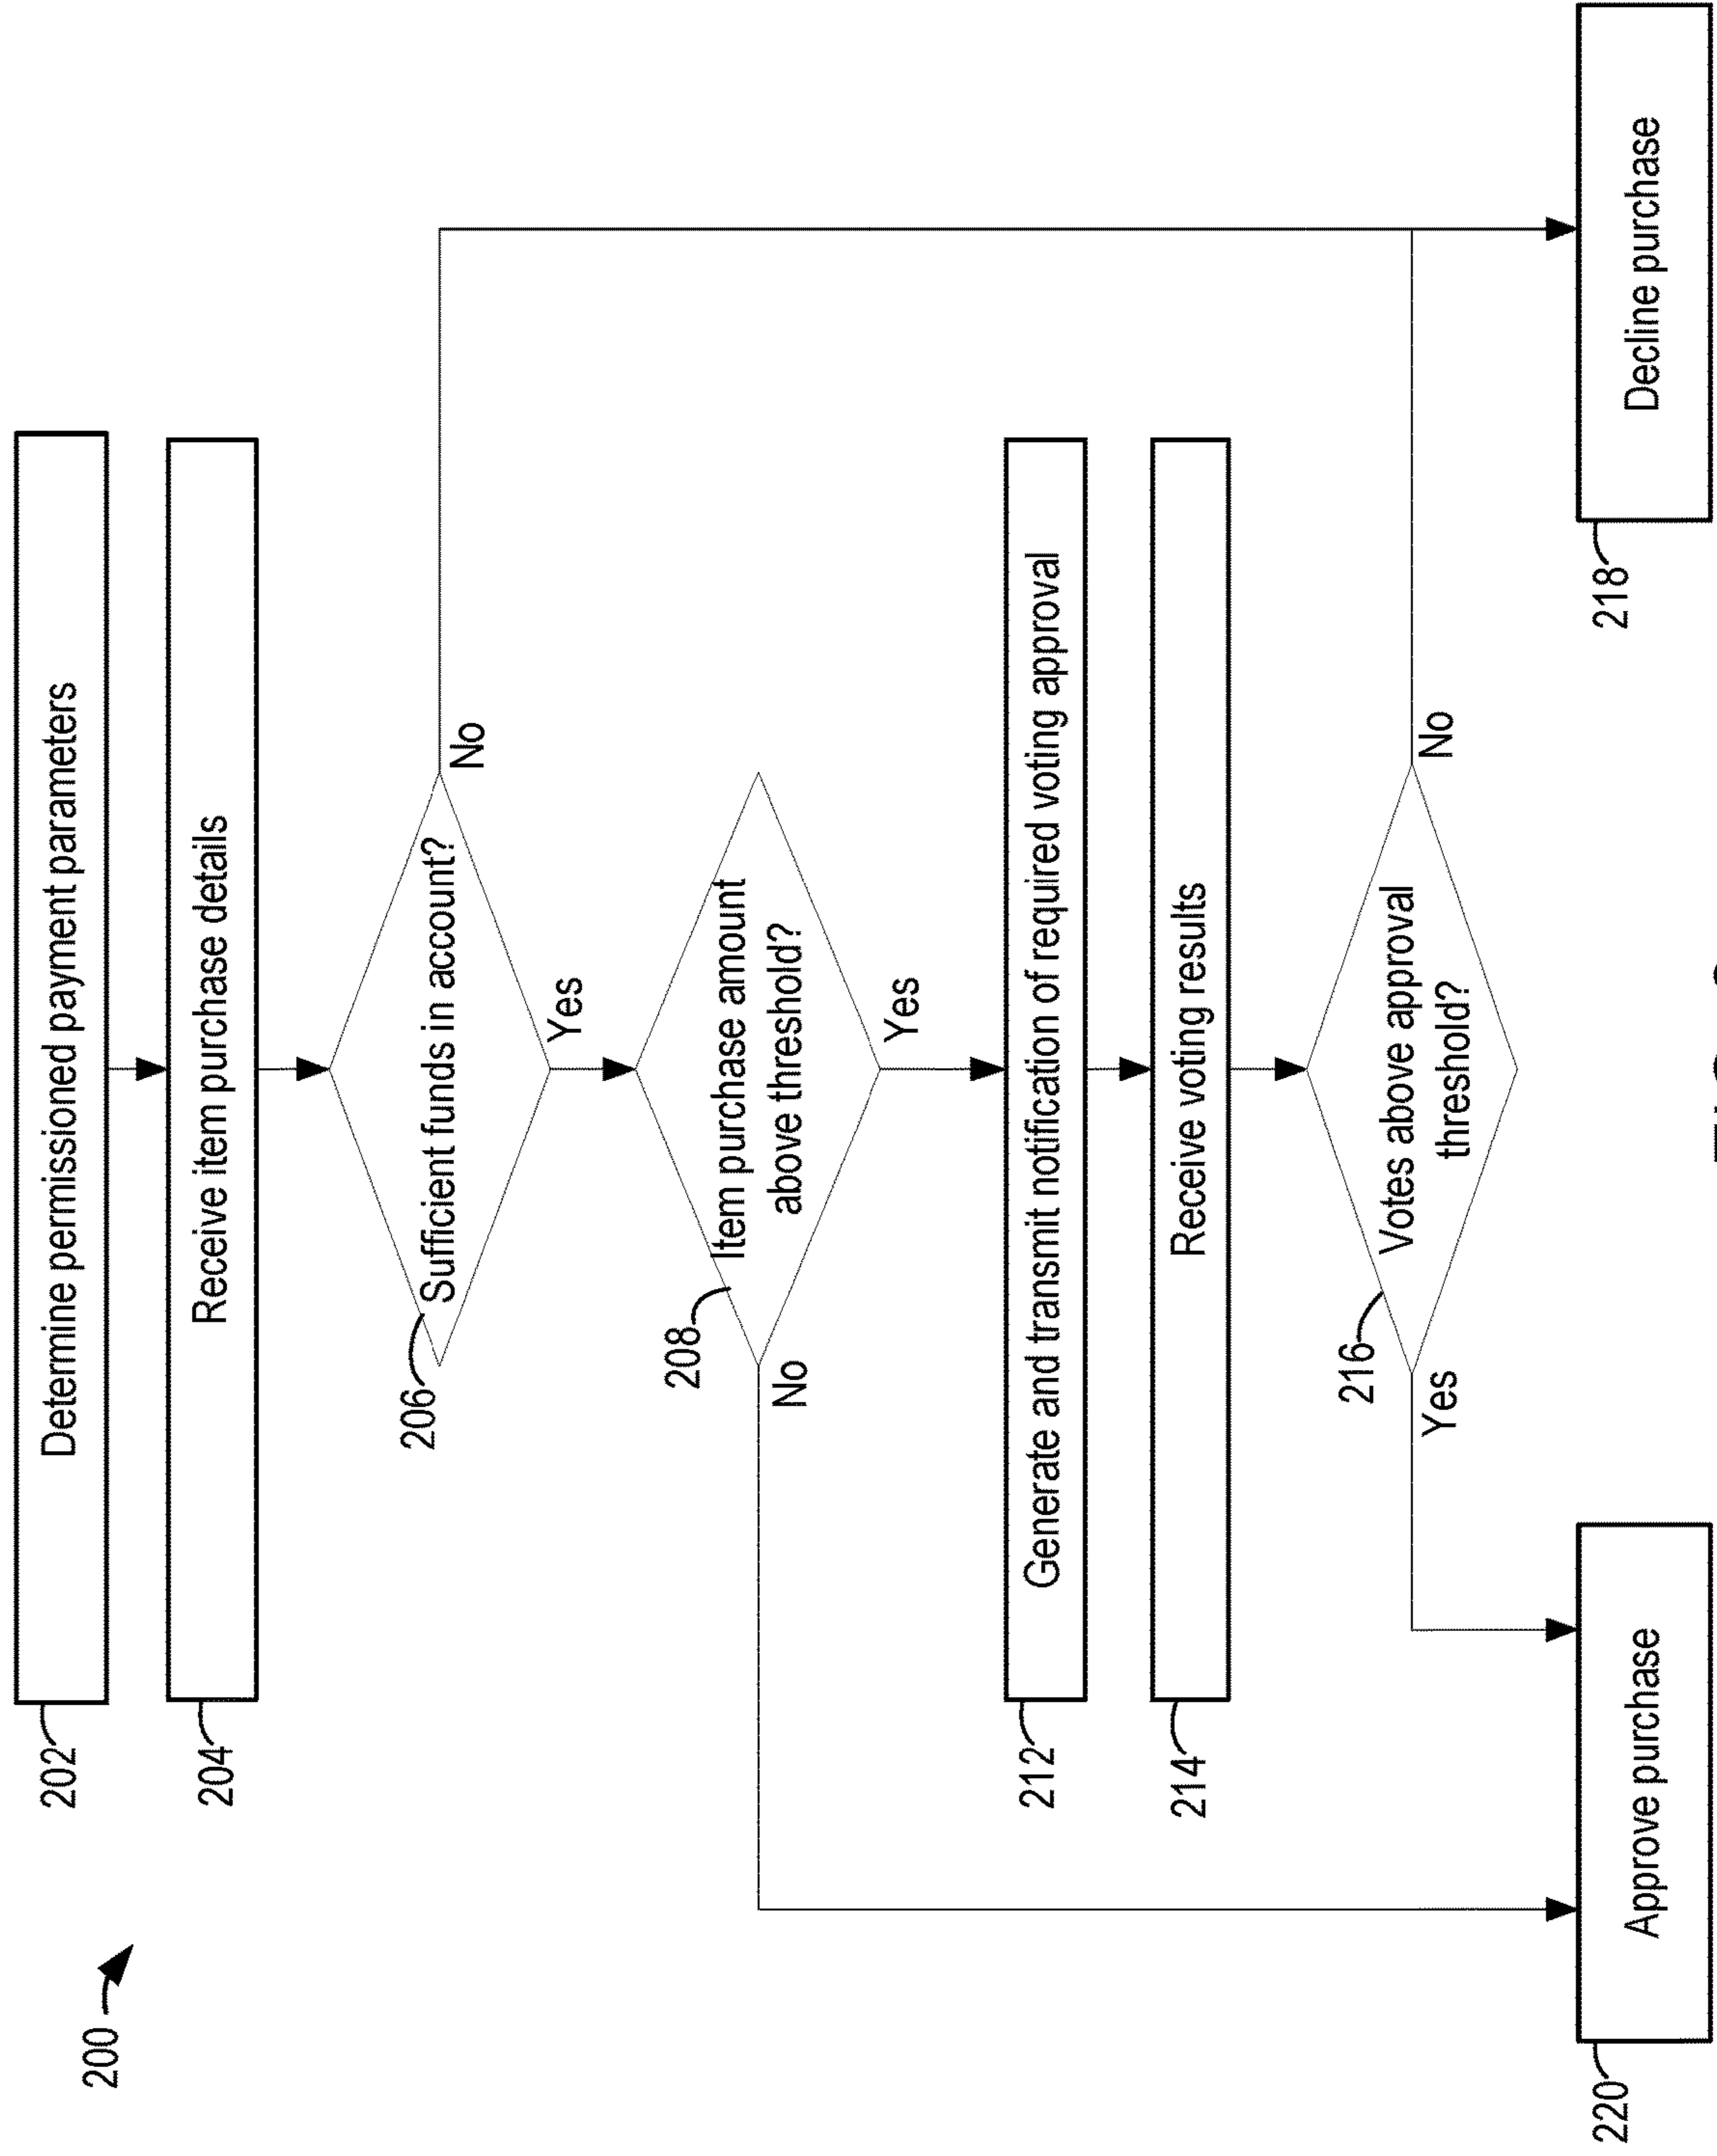 200
202
Determine permissioned payment parameters
204
Receive item purchase details
206
Sufficient funds in account?
No
Yes
208
Item purchase amount
above threshold?
No
Yes
212
Generate and transmit notification of required voting approval
214
Receive voting results
216
Votes above approval
threshold?
Yes
No
220
Approve purchase
218
Decline purchase